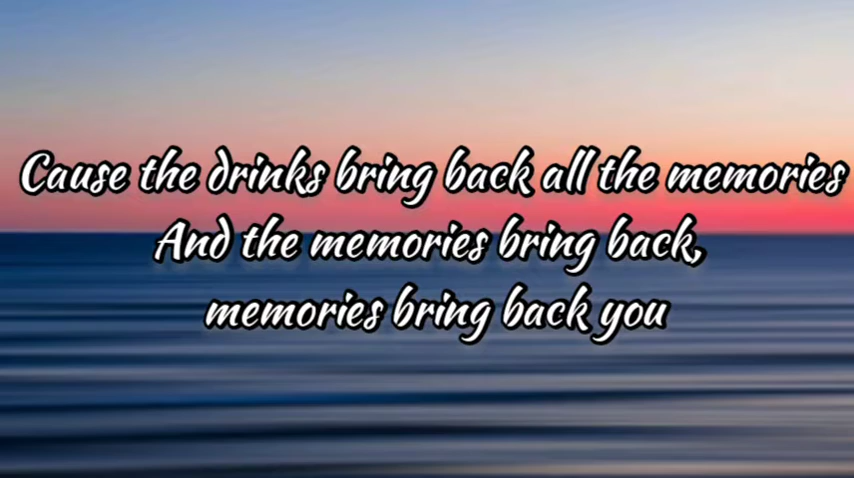 Cause the drinks bring back all the memories
And the memories bring back,
memories bring back you